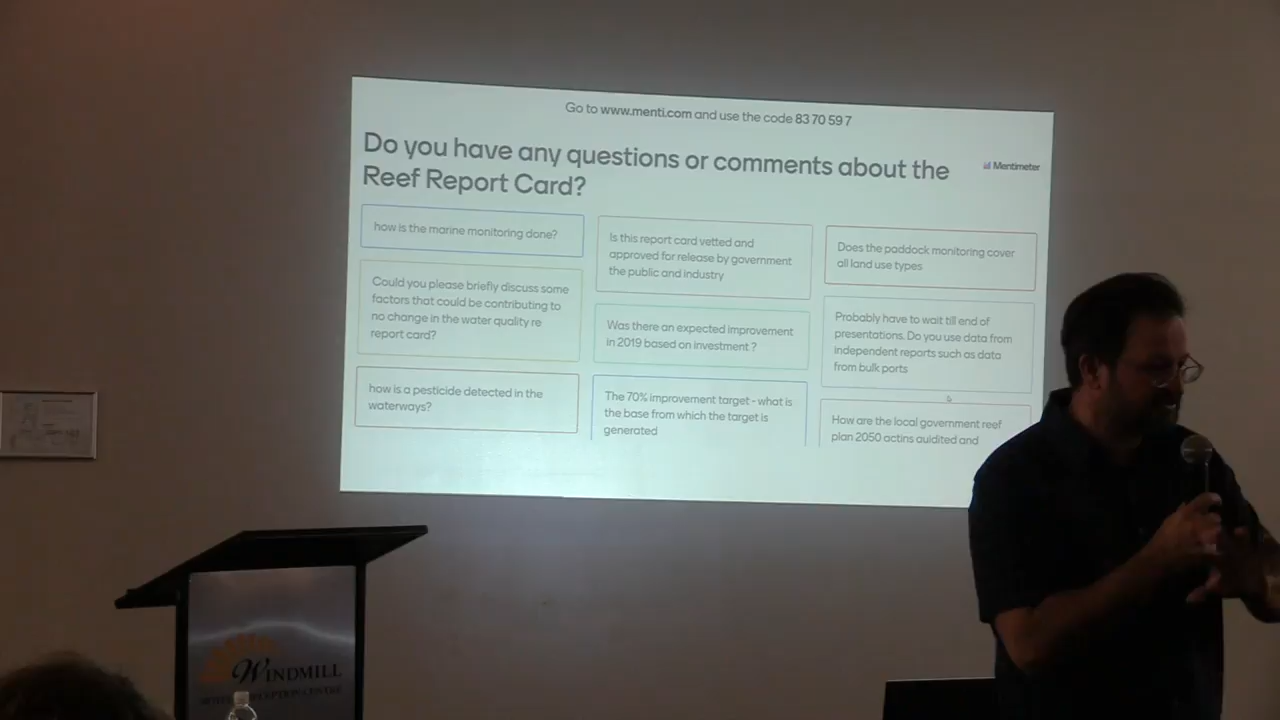 Go to www.menti.com and use the code 83 70 59 7
Do you have any questions or comments about the
Reef Report Card?
Mentimeter
how is the marine monitoring done?
Could you please briefly discuss some
factors that could be contributing to
no change in the water quality re
report card?
how is a pesticide detected in the
waterways?
Is this report card vetted and
approved for release by government
the public and industry
Was there an expected improvement
in 2019 based on investment ?
The 70% improvement target - what is
the base from which the target is
generated
Does the paddock monitoring cover
all land use types
Probably have to wait till end of
presentations. Do you use data from
independent reports such as data
from bulk ports
How are the local government reef
plan 2050 actins auidited and
WINDMILL